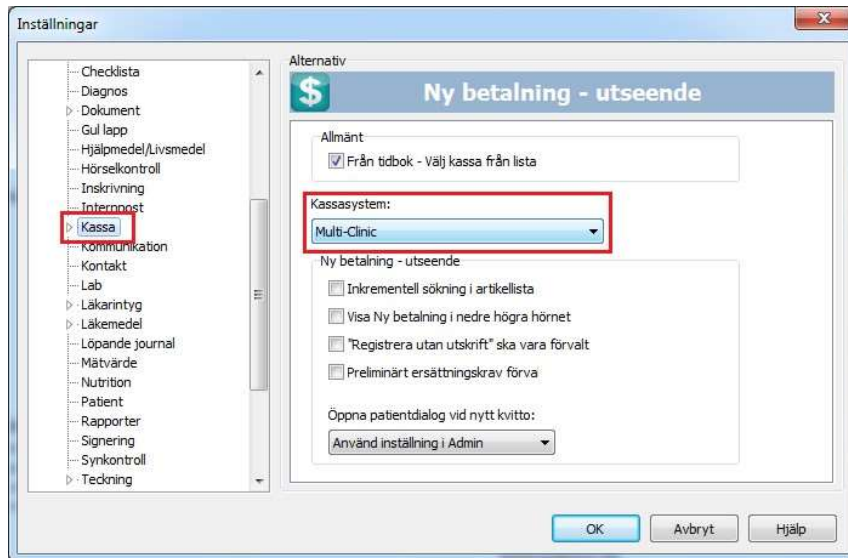 Inställningar
Checklista
Diagnos
Dokument
Gul lapp
Hjälpmedel/Livsmedel
Hörselkontroll
Inskrivning
Internpost
Kassa
Kommunikation
Kontakt
Lab
Läkarintyg
Läkemedel
Löpande journal
Mätvärde
Nutrition
Patient
Rapporter
Signering
Synkontroll
Teckning
Alternativ
$ Ny betalning - utseende
Allmänt
Från tidbok - Välj kassa från lista
Kassasystem:
Multi-Clinic
Ny betalning - utseende
Inkrementell sökning i artikellista
Visa Ny betalning i nedre högra hörnet
"Registrera utan utskrift" ska vara förvalt
Preliminärt ersättningskrav förva
Öppna patientdialog vid nytt kvitto:
Använd inställning i Admin
OK Avbryt Hjälp